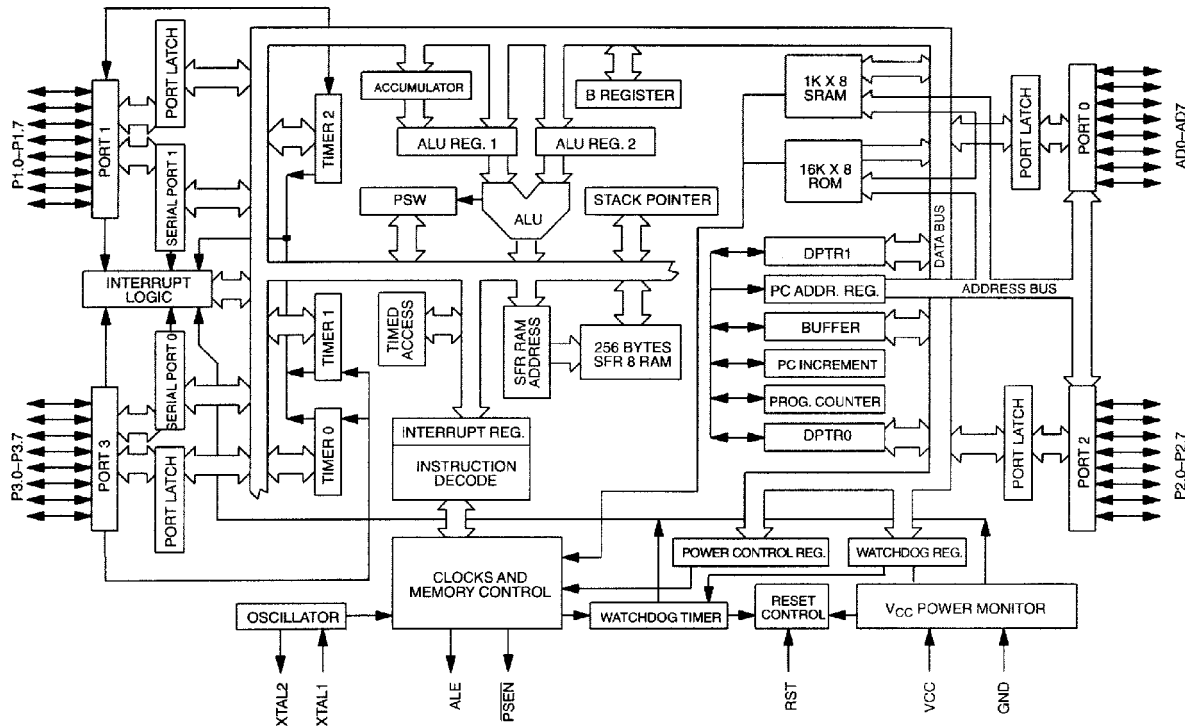 P1.0–P1.7
PORT 1
PORT LATCH
SERIAL PORT 1
INTERRUPT
LOGIC
SERIAL PORT 0
P3.0–P3.7
PORT 3
PORT LATCH
TIMER 2
TIMER 1
TIMER 0
ACCUMULATOR
B REGISTER
ALU REG. 1
ALU REG. 2
PSW
ALU
STACK POINTER
TIMED
ACCESS
SFR RAM
ADDRESS
256 BYTES
SFR 8 RAM
INTERRUPT REG.
INSTRUCTION
DECODE
1K X 8
SRAM
16K X 8
ROM
DPTR1
PC ADDR. REG.
BUFFER
PC INCREMENT
PROG. COUNTER
DPTR0
DATA BUS
ADDRESS BUS
PORT LATCH
PORT 0
AD0–AD7
PORT LATCH
PORT 2
P2.0–P2.7
CLOCKS AND
MEMORY CONTROL
POWER CONTROL REG.
WATCHDOG REG.
OSCILLATOR
WATCHDOG TIMER
RESET
CONTROL
VCC POWER MONITOR
XTAL2
XTAL1
ALE
PSEN
RST
VCC
GND